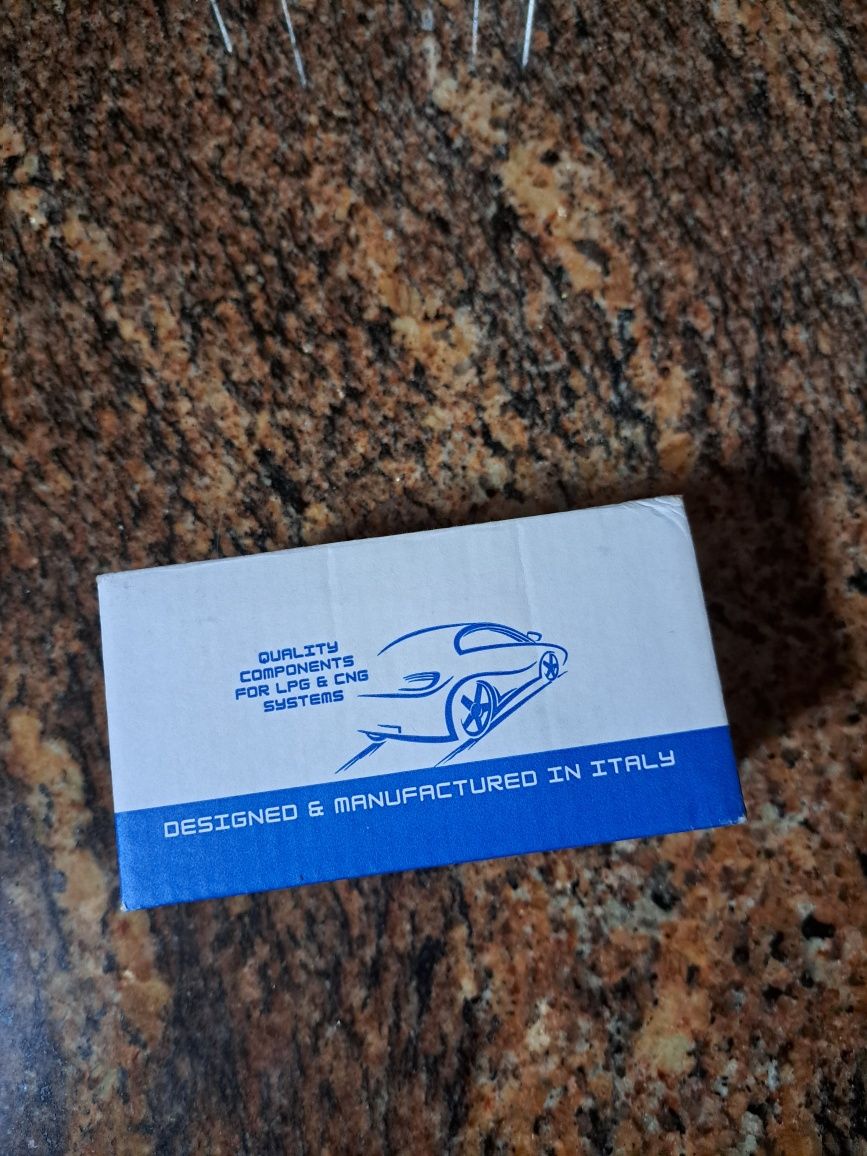 QUALITY
COMPONENTS
FOR LPG & CNG
SYSTEMS
DESIGNED & MANUFACTURED IN ITALY